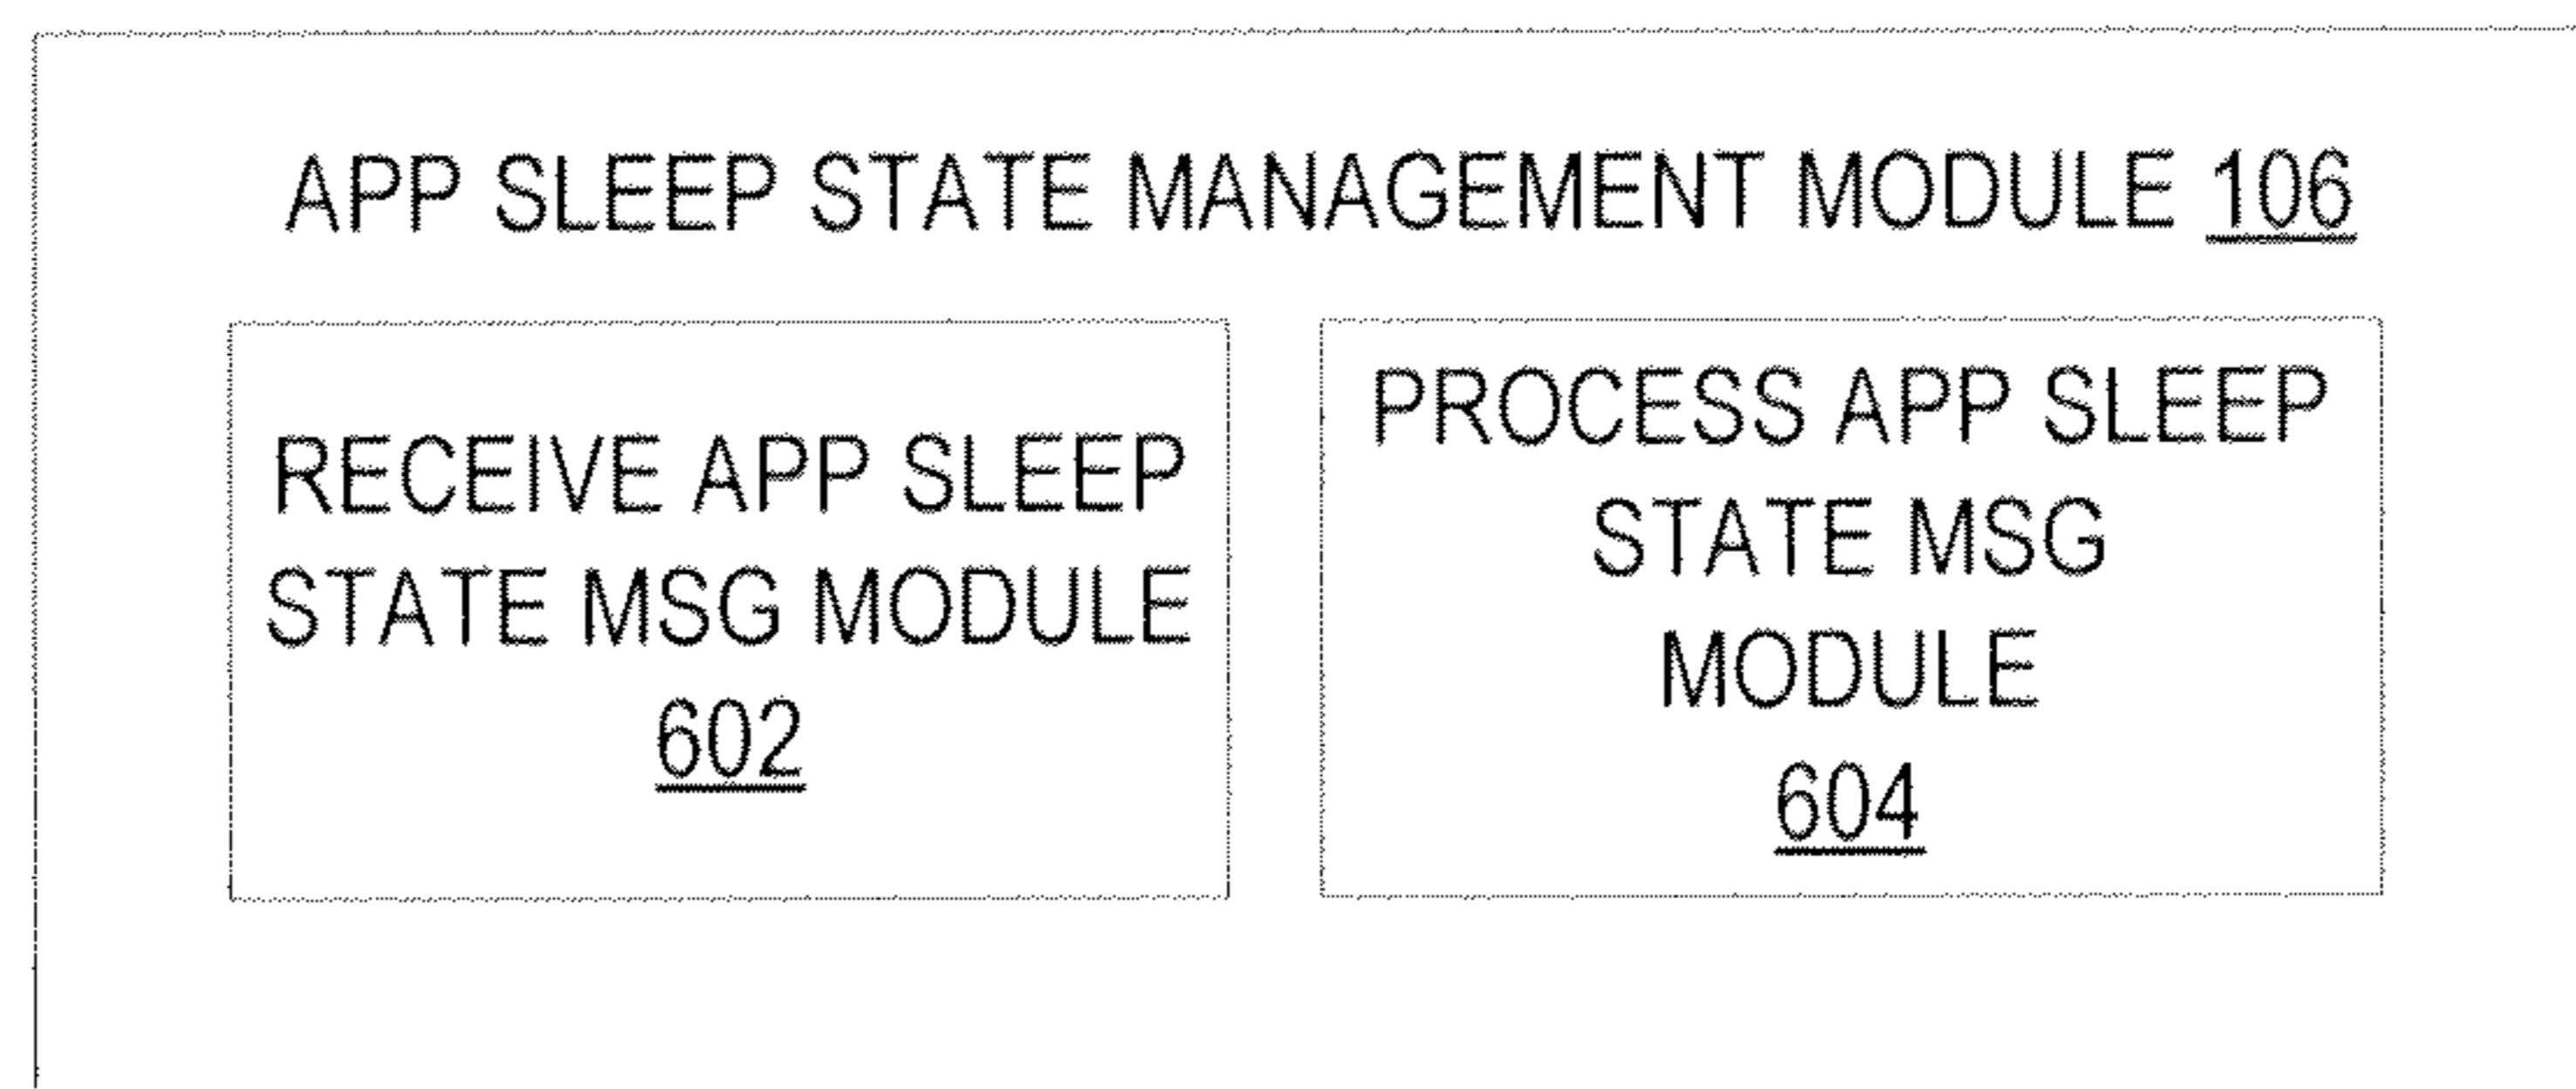 APP SLEEP STATE MANAGEMENT MODULE 106
RECEIVE APP SLEEP
STATE MSG MODULE
602
PROCESS APP SLEEP
STATE MSG
MODULE
604